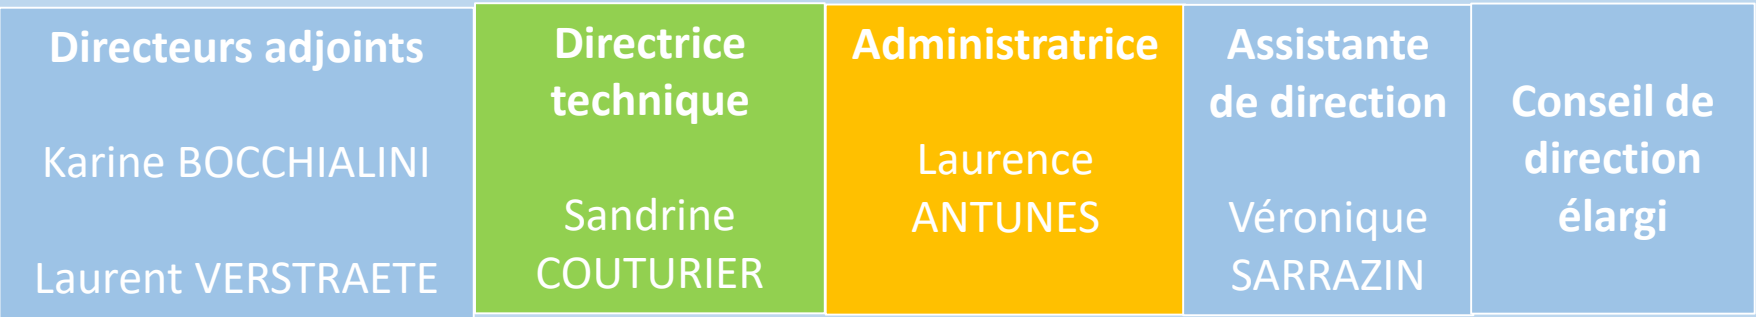 Directeurs adjoints
Karine BOCCHIALINI
Laurent VERSTRAETE
Directrice
technique
Sandrine
COUTURIER
Administratrice
Laurence
ANTUNES
Assistante
de direction
Véronique
SARRAZIN
Conseil de
direction
élargi